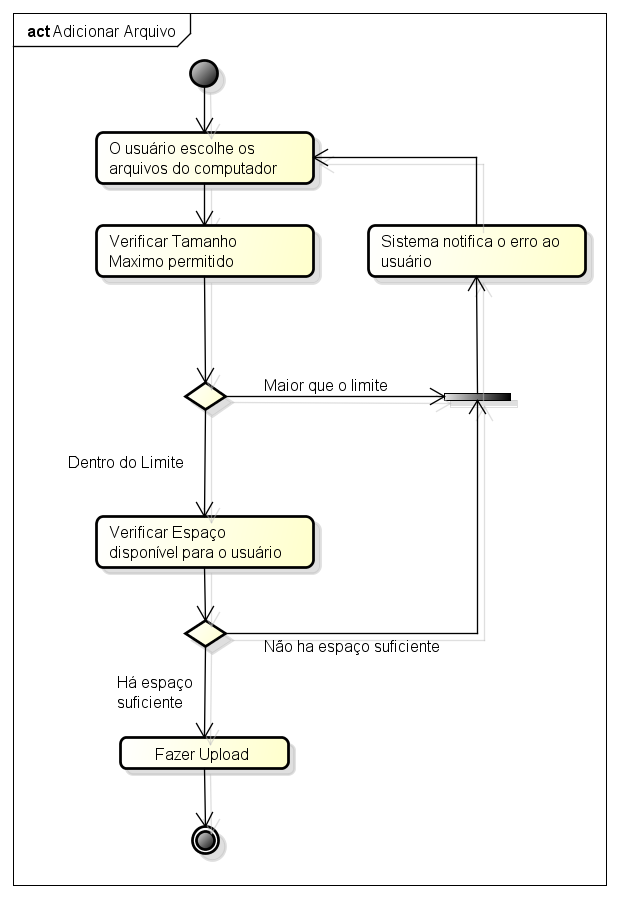 act Adicionar Arquivo
O usuário escolhe os
arquivos do computador
Verificar Tamanho
Maximo permitido
Sistema notifica o erro ao
usuário
Maior que o limite
Dentro do Limite
Verificar Espaço
disponível para o usuário
Não ha espaço suficiente
Há espaço
suficiente
Fazer Upload